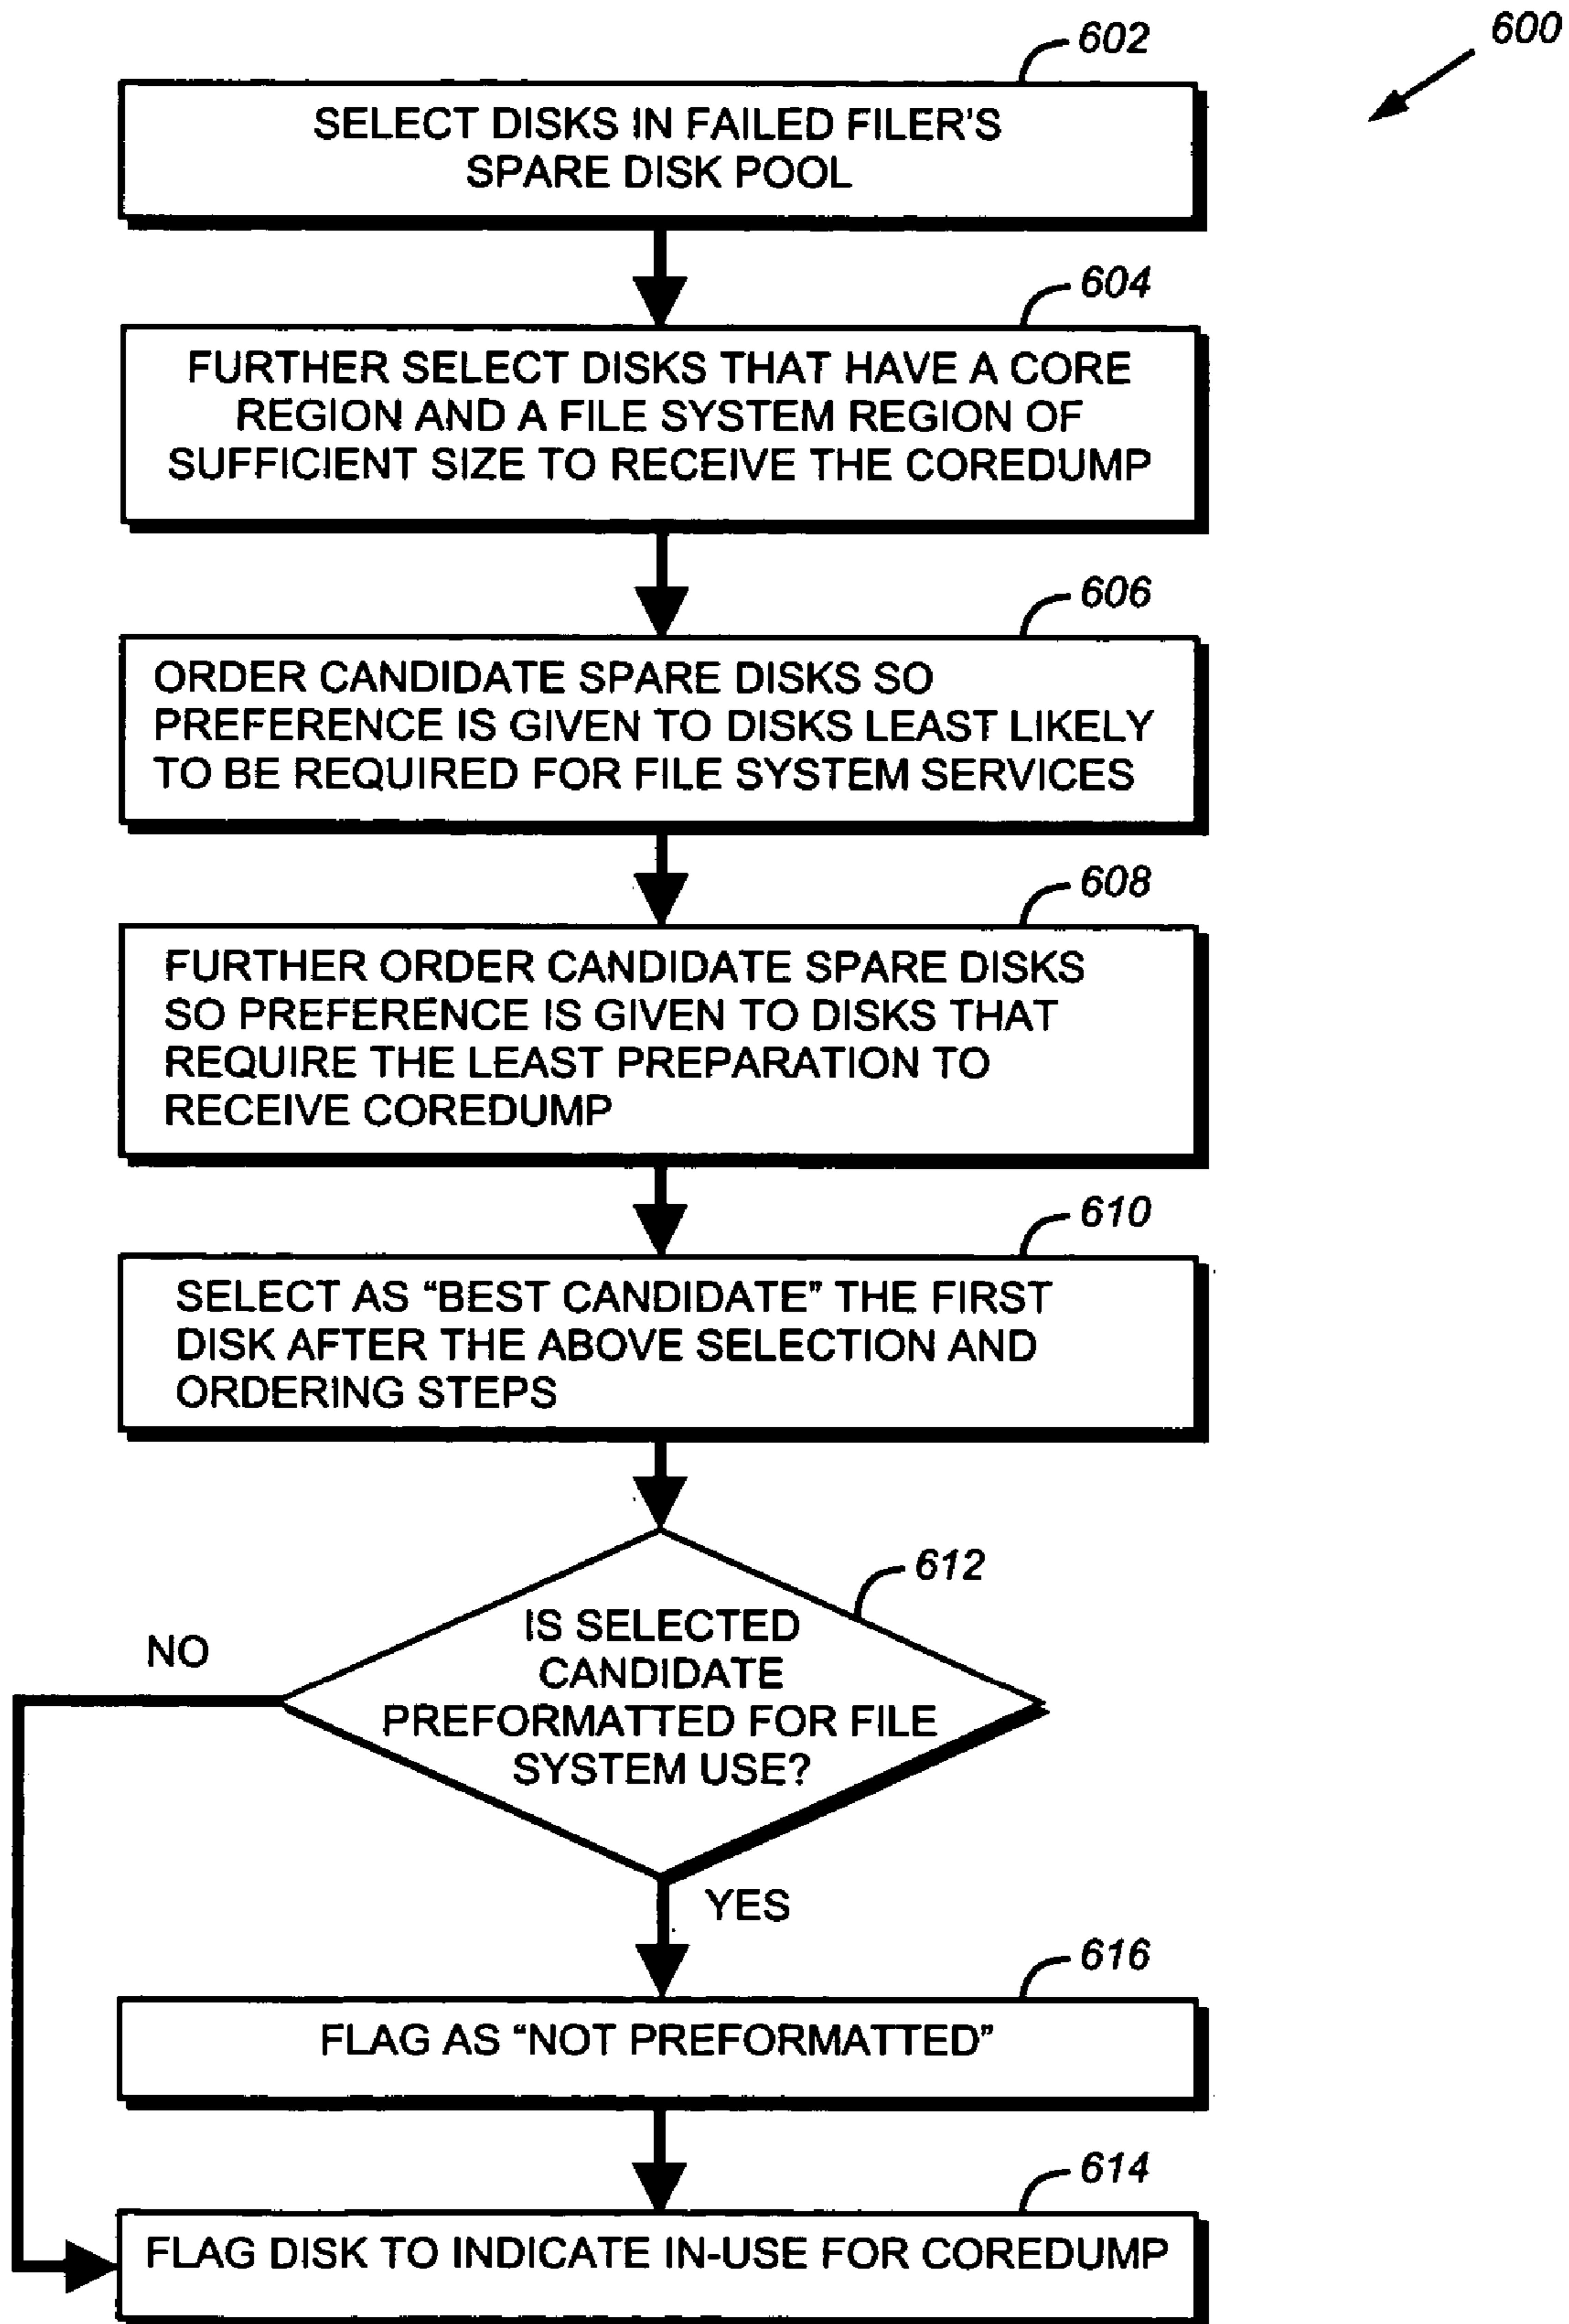 600
602
SELECT DISKS IN FAILED FILER'S
SPARE DISK POOL
604
FURTHER SELECT DISKS THAT HAVE A CORE
REGION AND A FILE SYSTEM REGION OF
SUFFICIENT SIZE TO RECEIVE THE COREDUMP
606
ORDER CANDIDATE SPARE DISKS SO
PREFERENCE IS GIVEN TO DISKS LEAST LIKELY
TO BE REQUIRED FOR FILE SYSTEM SERVICES
608
FURTHER ORDER CANDIDATE SPARE DISKS
SO PREFERENCE IS GIVEN TO DISKS THAT
REQUIRE THE LEAST PREPARATION TO
RECEIVE COREDUMP
610
SELECT AS “BEST CANDIDATE” THE FIRST
DISK AFTER THE ABOVE SELECTION AND
ORDERING STEPS
612
IS SELECTED
CANDIDATE
PREFORMATTED FOR FILE
SYSTEM USE?
NO
YES
616
FLAG AS “NOT PREFORMATTED”
614
FLAG DISK TO INDICATE IN-USE FOR COREDUMP